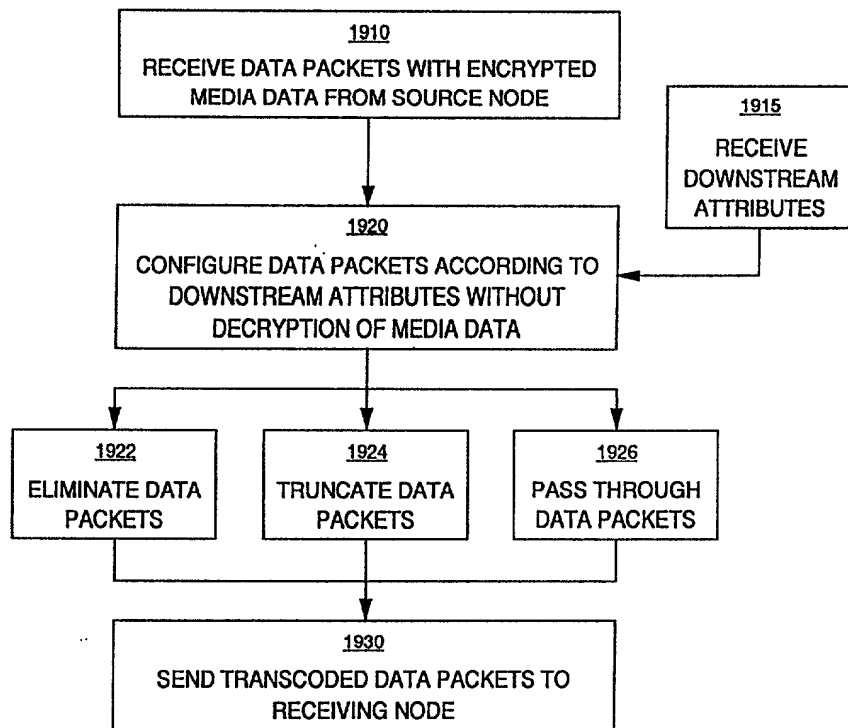 1910
RECEIVE DATA PACKETS WITH ENCRYPTED
MEDIA DATA FROM SOURCE NODE
1915
RECEIVE
DOWNSTREAM
ATTRIBUTES
1920
CONFIGURE DATA PACKETS ACCORDING TO
DOWNSTREAM ATTRIBUTES WITHOUT
DECRYPTION OF MEDIA DATA
1922
ELIMINATE DATA
PACKETS
1924
TRUNCATE DATA
PACKETS
1926
PASS THROUGH
DATA PACKETS
1930
SEND TRANSCODED DATA PACKETS TO
RECEIVING NODE